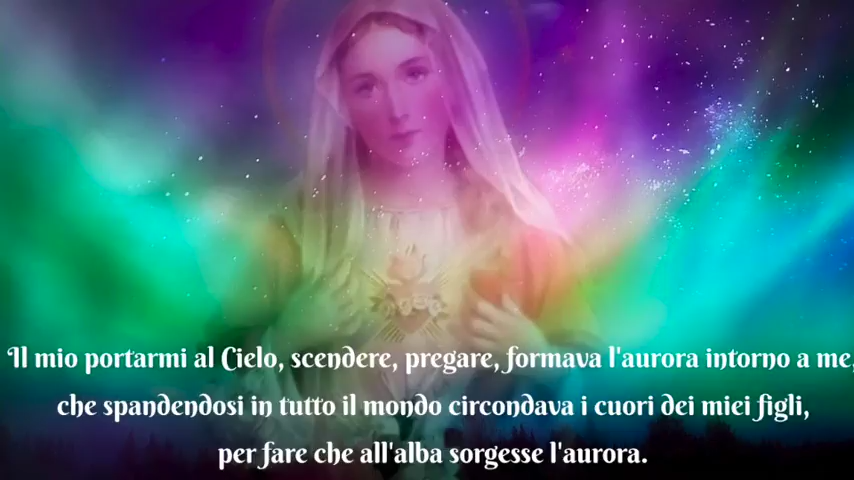 Il mio portarmi al Cielo, scendere, pregare, formava l'aurora intorno a me,
che spandendosi in tutto il mondo circondava i cuori dei miei figli,
per fare che all'alba sorgesse l'aurora.